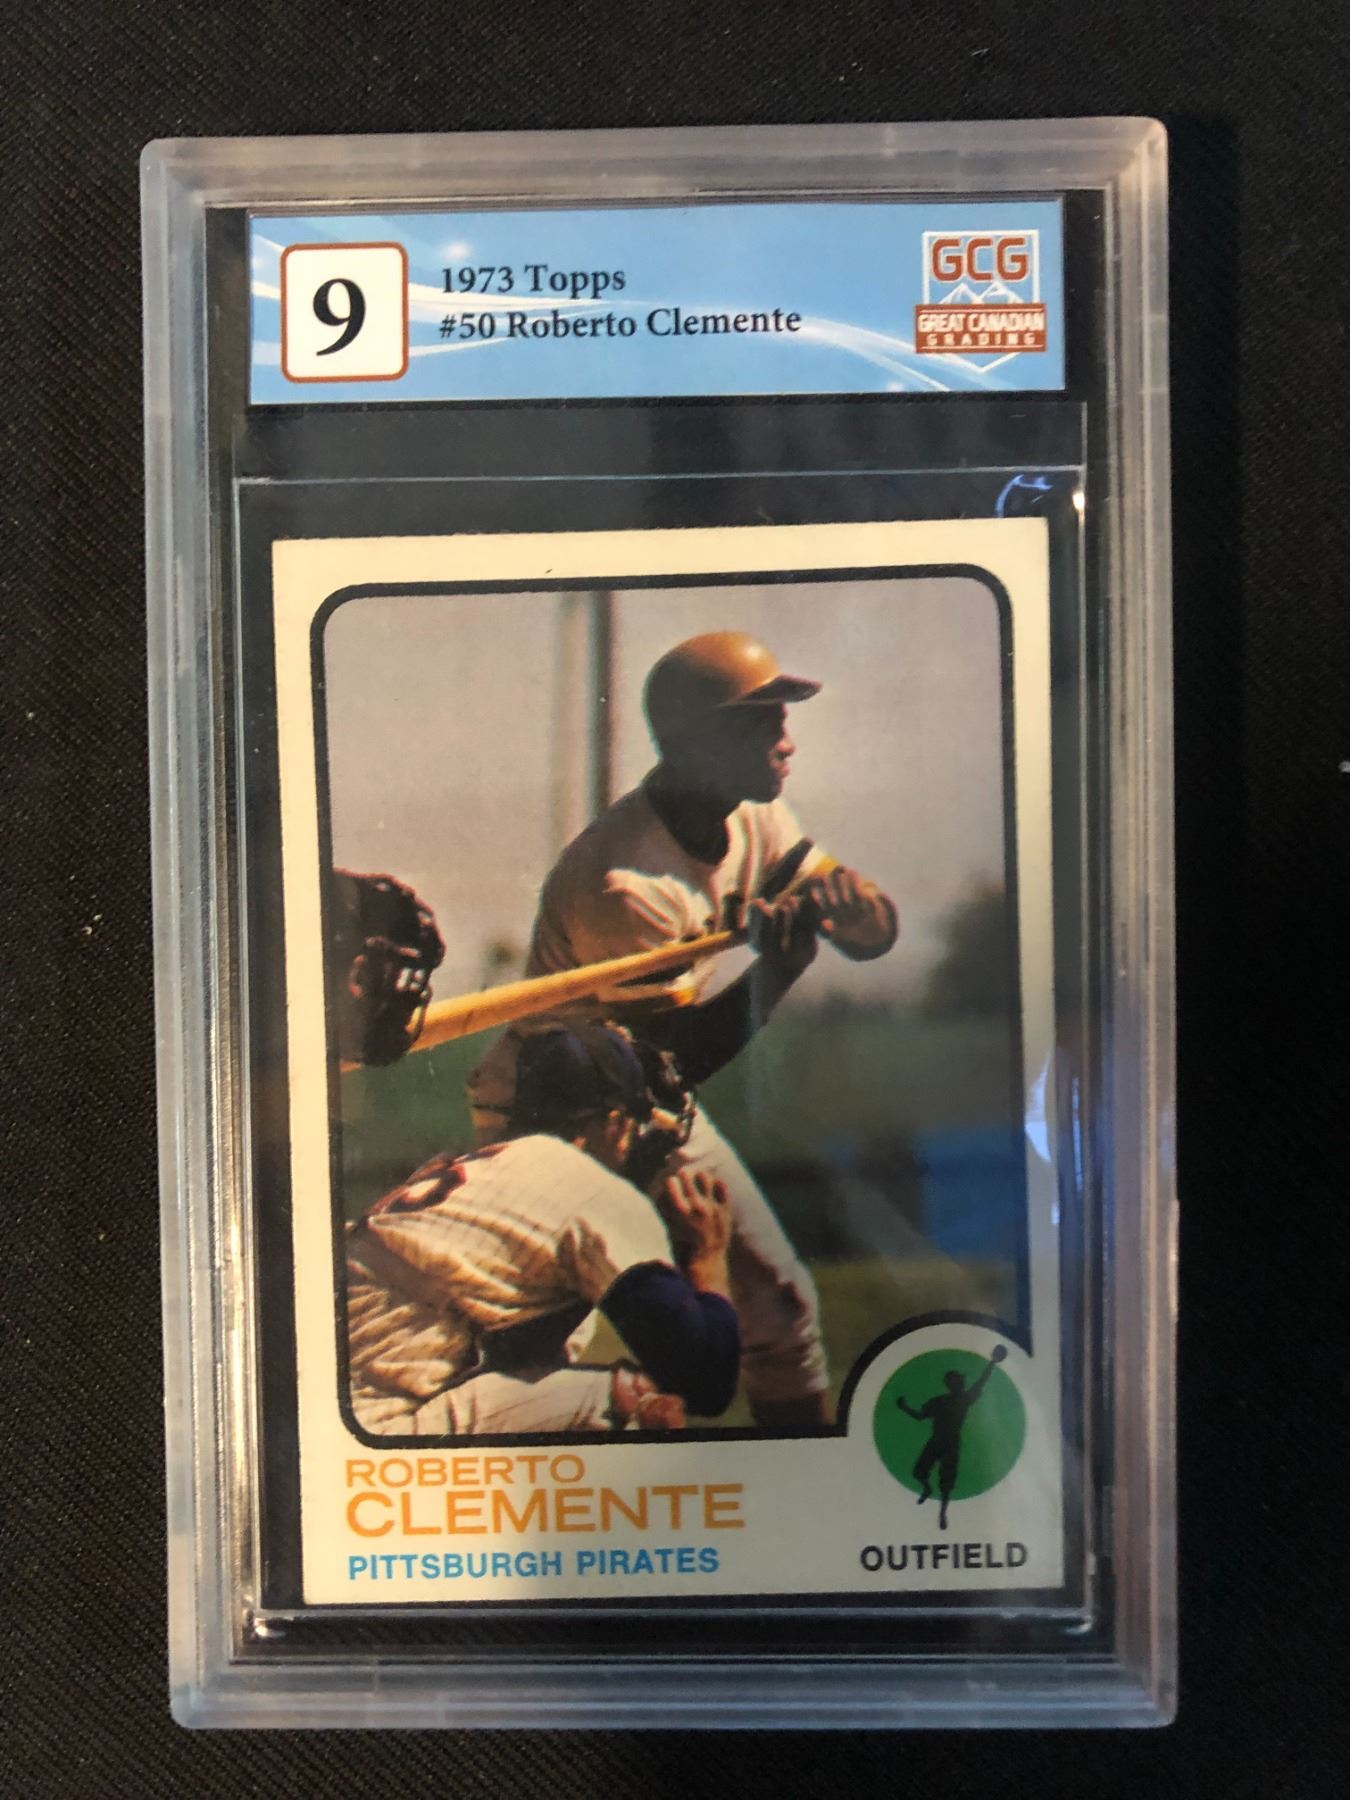 9
1973 Topps
#50 Roberto Clemente
GCG
GREAT CANADIAN
GRADING
ROBERTO
CLEMENTE
PITTSBURGH PIRATES
OUTFIELD